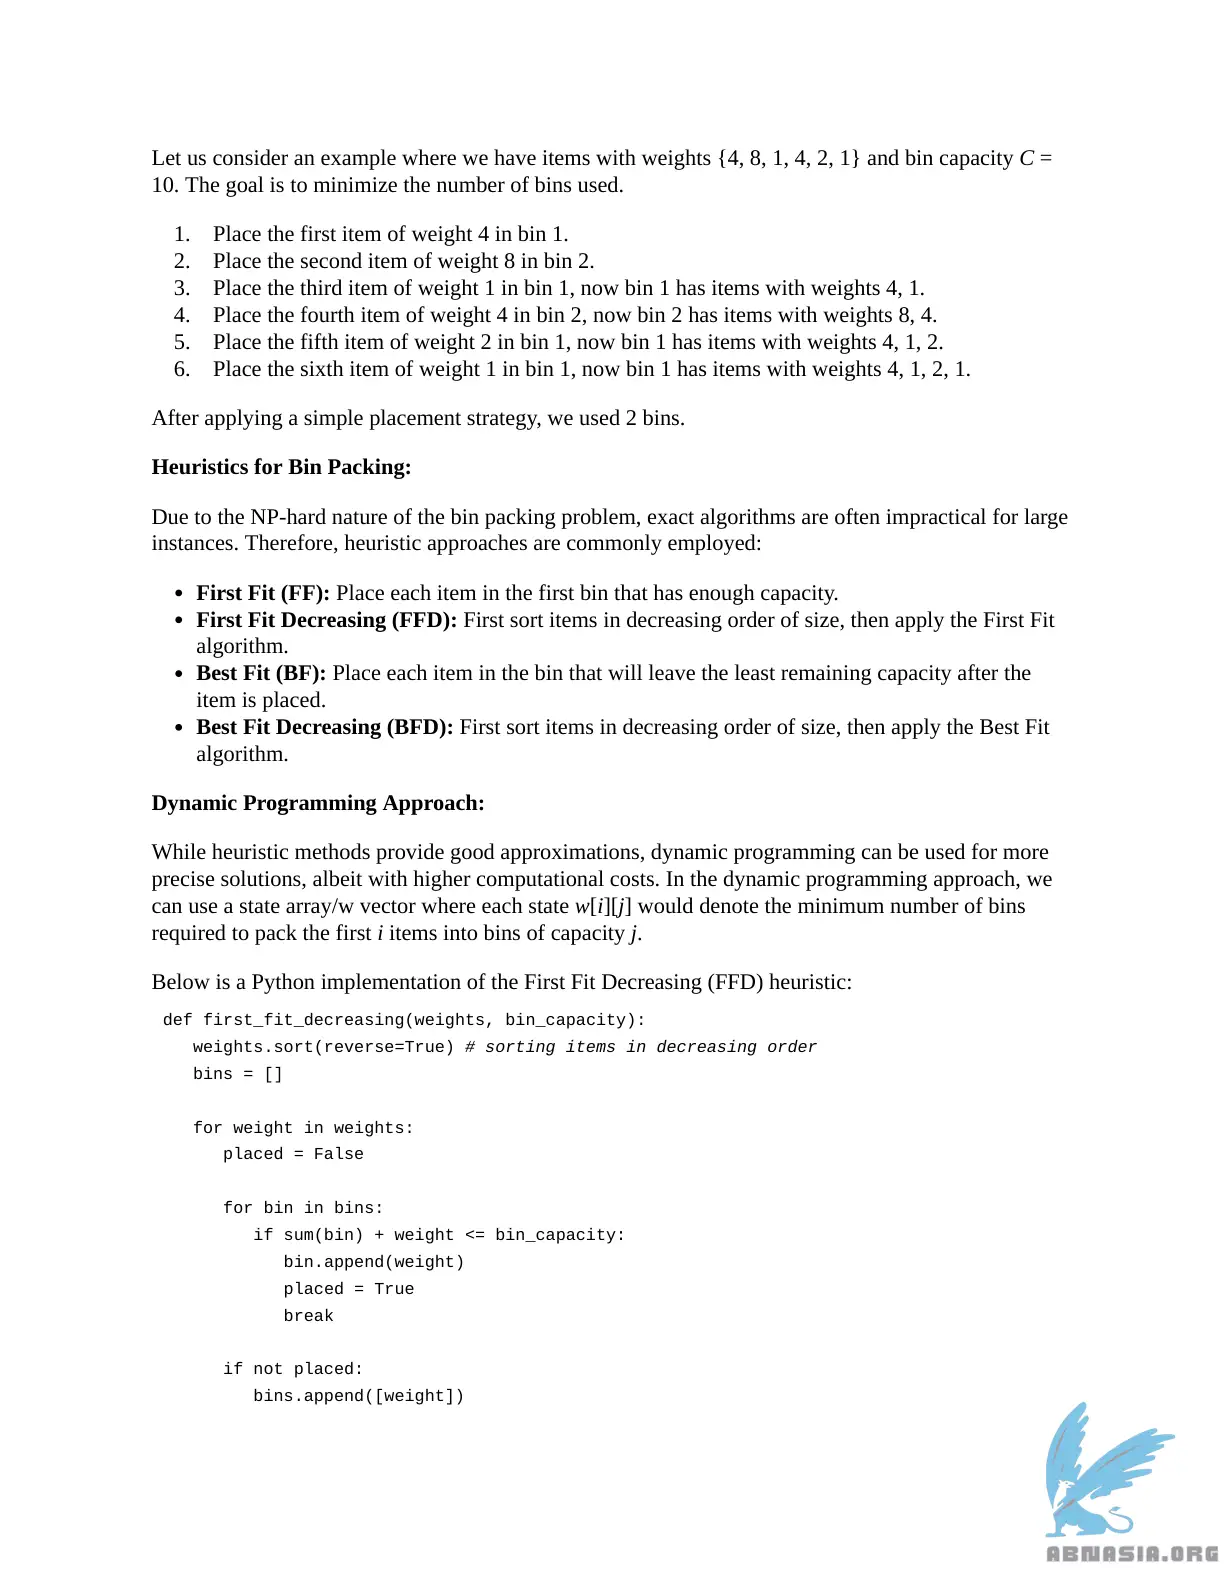 Let us consider an example where we have items with weights {4, 8, 1, 4, 2, 1} and bin capacity C =
10. The goal is to minimize the number of bins used.
1. Place the first item of weight 4 in bin 1.
2. Place the second item of weight 8 in bin 2.
3. Place the third item of weight 1 in bin 1, now bin 1 has items with weights 4, 1.
4. Place the fourth item of weight 4 in bin 2, now bin 2 has items with weights 8, 4.
5. Place the fifth item of weight 2 in bin 1, now bin 1 has items with weights 4, 1, 2.
6. Place the sixth item of weight 1 in bin 1, now bin 1 has items with weights 4, 1, 2, 1.
After applying a simple placement strategy, we used 2 bins.
Heuristics for Bin Packing:
Due to the NP-hard nature of the bin packing problem, exact algorithms are often impractical for large
instances. Therefore, heuristic approaches are commonly employed:
• First Fit (FF): Place each item in the first bin that has enough capacity.
• First Fit Decreasing (FFD): First sort items in decreasing order of size, then apply the First Fit
algorithm.
• Best Fit (BF): Place each item in the bin that will leave the least remaining capacity after the
item is placed.
• Best Fit Decreasing (BFD): First sort items in decreasing order of size, then apply the Best Fit
algorithm.
Dynamic Programming Approach:
While heuristic methods provide good approximations, dynamic programming can be used for more
precise solutions, albeit with higher computational costs. In the dynamic programming approach, we
can use a state array/w vector where each state w[i][j] would denote the minimum number of bins
required to pack the first i items into bins of capacity j.
Below is a Python implementation of the First Fit Decreasing (FFD) heuristic:
def first_fit_decreasing(weights, bin_capacity):
   weights.sort(reverse=True) # sorting items in decreasing order
   bins = []
   for weight in weights:
      placed = False
      for bin in bins:
         if sum(bin) + weight <= bin_capacity:
            bin.append(weight)
            placed = True
            break
      if not placed:
         bins.append([weight])
ABNASIA.ORG